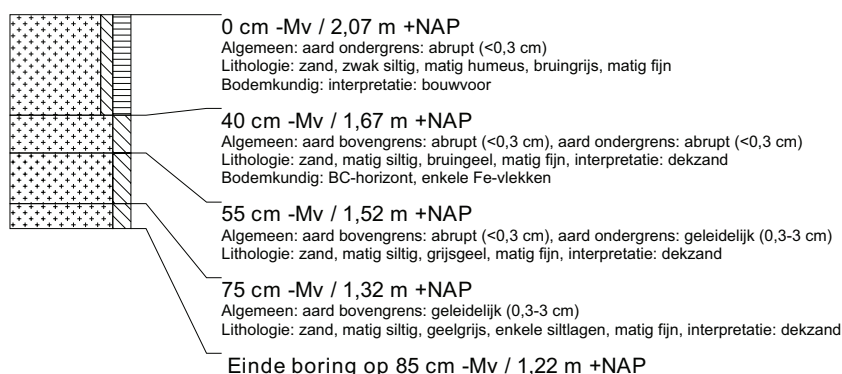 0 cm -Mv / 2,07 m +NAP
Algemeen: aard ondergrens: abrupt (<0,3 cm)
Lithologie: zand, zwak siltig, matig humeus, bruingrijs, matig fijn
Bodemkundig: interpretatie: bouwvoor
40 cm -Mv / 1,67 m +NAP
Algemeen: aard bovengrens: abrupt (<0,3 cm), aard ondergrens: abrupt (<0,3 cm)
Lithologie: zand, matig siltig, bruingeel, matig fijn, interpretatie: dekzand
Bodemkundig: BC-horizont, enkele Fe-vlekken
55 cm -Mv / 1,52 m +NAP
Algemeen: aard bovengrens: abrupt (<0,3 cm), aard ondergrens: geleidelijk (0,3-3 cm)
Lithologie: zand, matig siltig, grijsgeel, matig fijn, interpretatie: dekzand
75 cm -Mv / 1,32 m +NAP
Algemeen: aard bovengrens: geleidelijk (0,3-3 cm)
Lithologie: zand, matig siltig, geelgrijs, enkele siltlagen, matig fijn, interpretatie: dekzand
Einde boring op 85 cm -Mv / 1,22 m +NAP